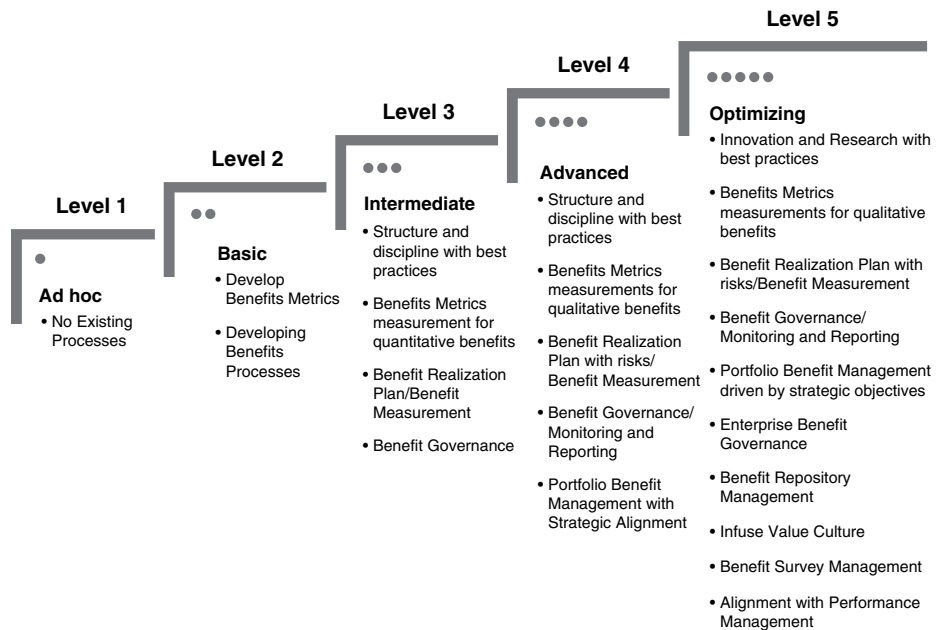 Level 1
Ad hoc
• No Existing
Processes
Level 2
Basic
• Develop
Benefits Metrics
• Developing
Benefits
Processes
Level 3
Intermediate
• Structure and
discipline with best
practices
• Benefits Metrics
measurement for
quantitative benefits
• Benefit Realization
Plan/Benefit
Measurement
• Benefit Governance
Level 4
Advanced
• Structure and
discipline with best
practices
• Benefits Metrics
measurements for
qualitative benefits
• Benefit Realization
Plan with risks/
Benefit Measurement
• Benefit Governance/
Monitoring and
Reporting
• Portfolio Benefit
Management with
Strategic Alignment
Level 5
Optimizing
• Innovation and Research with
best practices
• Benefits Metrics
measurements for qualitative
benefits
• Benefit Realization Plan with
risks/Benefit Measurement
• Benefit Governance/
Monitoring and Reporting
• Portfolio Benefit Management
driven by strategic objectives
• Enterprise Benefit
Governance
• Benefit Repository
Management
• Infuse Value Culture
• Benefit Survey Management
• Alignment with Performance
Management